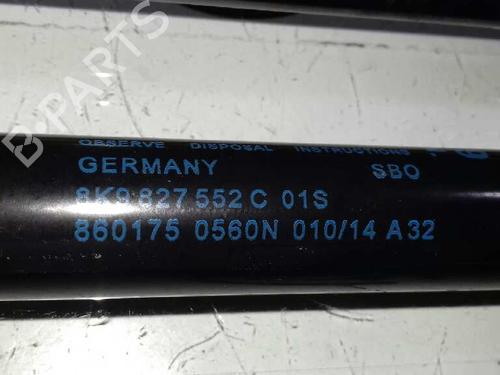 B-PARTS
OBSERVE DISPOSAL INSTRUCTIONS
GERMANY SBO
8K9 827 552 C 01S
860175 0560N 010/14 A32